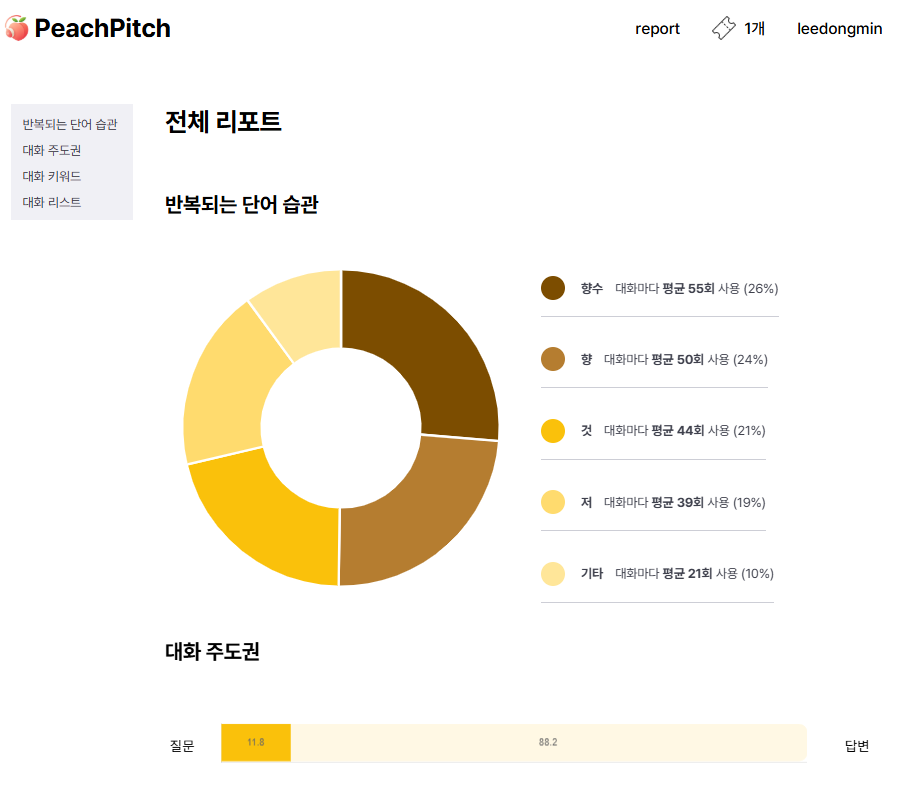 PeachPitch
report
1개
leedongmin
반복되는 단어 습관
대화 주도권
대화 키워드
대화 리스트
전체 리포트
반복되는 단어 습관
향수 대화마다 평균 55회 사용 (26%)
향 대화마다 평균 50회 사용 (24%)
것 대화마다 평균 44회 사용 (21%)
저 대화마다 평균 39회 사용 (19%)
기타 대화마다 평균 21회 사용 (10%)
대화 주도권
질문 11.8 88.2 답변